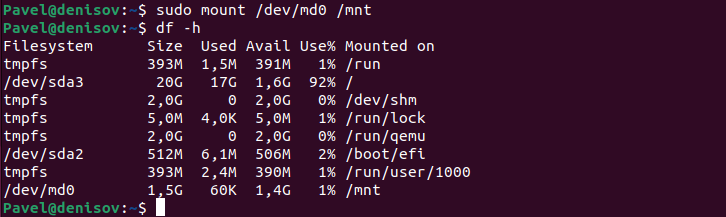 Pavel@denisov:~$ sudo mount /dev/md0 /mnt
Pavel@denisov:~$ df -h
Filesystem      Size  Used Avail Use% Mounted on
tmpfs           393M  1,5M  391M   1% /run
/dev/sda3        20G   17G  1,6G  92% /
tmpfs           2,0G     0  2,0G   0% /dev/shm
tmpfs           5,0M  4,0K  5,0M   1% /run/lock
tmpfs           2,0G     0  2,0G   0% /run/qemu
/dev/sda2       512M  6,1M  506M   2% /boot/efi
tmpfs           393M  2,4M  390M   1% /run/user/1000
/dev/md0        1,5G   60K  1,4G   1% /mnt
Pavel@denisov:~$